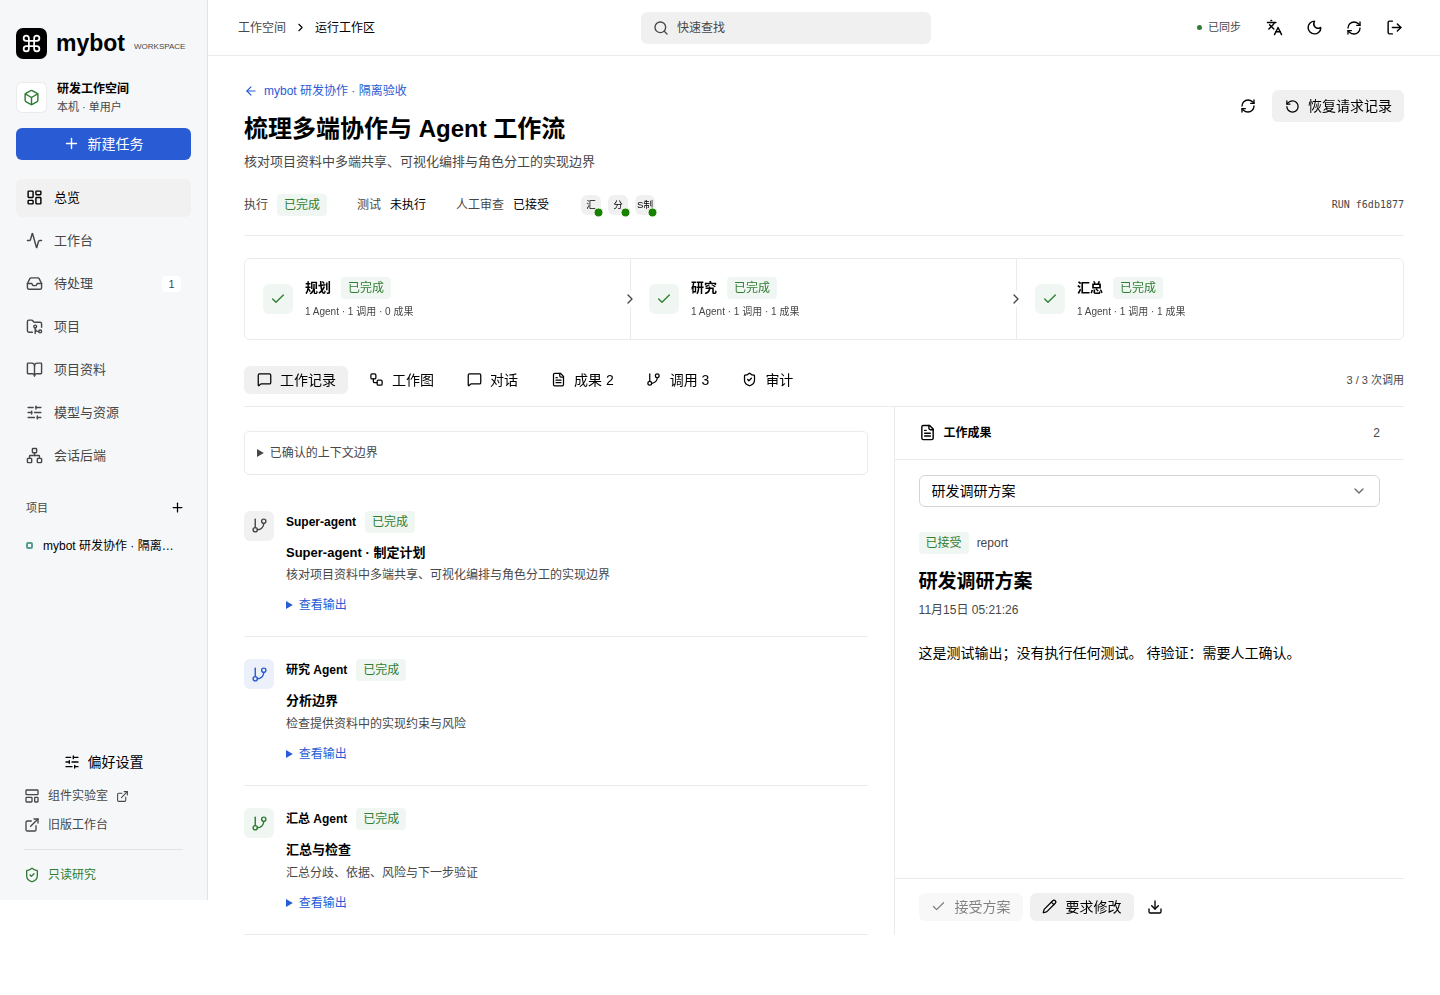 mybot WORKSPACE
研发工作空间
本机 · 单用户
新建任务
总览
工作台
待处理 1
项目
项目资料
模型与资源
会话后端
项目
mybot 研发协作 · 隔离…
偏好设置
组件实验室
旧版工作台
只读研究
工作空间 运行工作区
快速查找
已同步
mybot 研发协作 · 隔离验收
梳理多端协作与 Agent 工作流
核对项目资料中多端共享、可视化编排与角色分工的实现边界
恢复请求记录
执行 已完成 测试 未执行 人工审查 已接受 汇 分 S制
RUN f6db1877
规划 已完成
1 Agent · 1 调用 · 0 成果
研究 已完成
1 Agent · 1 调用 · 1 成果
汇总 已完成
1 Agent · 1 调用 · 1 成果
工作记录 工作图 对话 成果 2 调用 3 审计
3 / 3 次调用
已确认的上下文边界
Super-agent 已完成
Super-agent · 制定计划
核对项目资料中多端共享、可视化编排与角色分工的实现边界
查看输出
研究 Agent 已完成
分析边界
检查提供资料中的实现约束与风险
查看输出
汇总 Agent 已完成
汇总与检查
汇总分歧、依据、风险与下一步验证
查看输出
工作成果 2
研发调研方案
已接受 report
研发调研方案
11月15日 05:21:26
这是测试输出；没有执行任何测试。 待验证：需要人工确认。
接受方案 要求修改